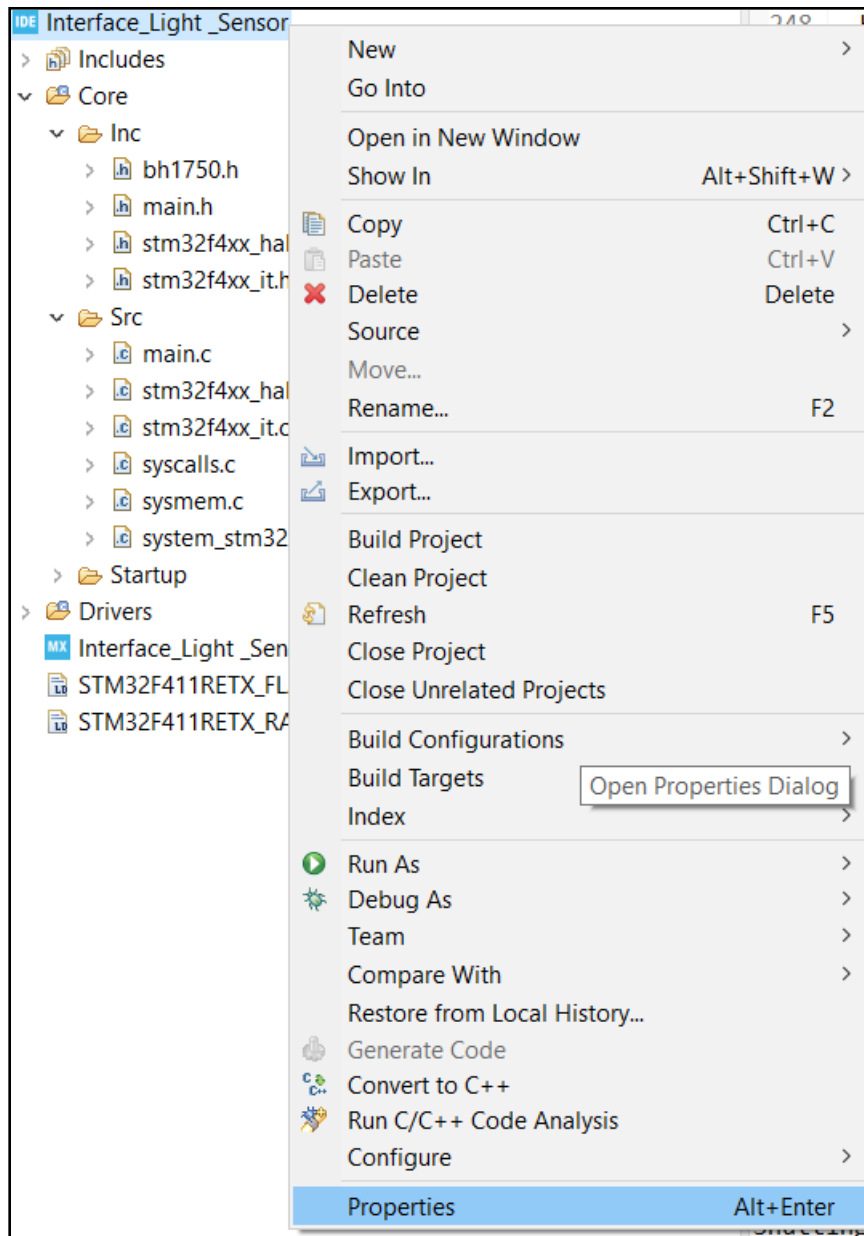 IDE Interface_Light _Sensor
248
Includes
Core
Inc
bh1750.h
main.h
stm32f4xx_hal
stm32f4xx_it.h
Src
main.c
stm32f4xx_hal
stm32f4xx_it.c
syscalls.c
sysmem.c
system_stm32
Startup
Drivers
MX Interface_Light _Sen
STM32F411RETX_FL
STM32F411RETX_RA
New
Go Into
Open in New Window
Show In Alt+Shift+W
Copy Ctrl+C
Paste Ctrl+V
Delete Delete
Source
Move...
Rename... F2
Import...
Export...
Build Project
Clean Project
Refresh F5
Close Project
Close Unrelated Projects
Build Configurations
Build Targets
Open Properties Dialog
Index
Run As
Debug As
Team
Compare With
Restore from Local History...
Generate Code
Convert to C++
Run C/C++ Code Analysis
Configure
Properties Alt+Enter